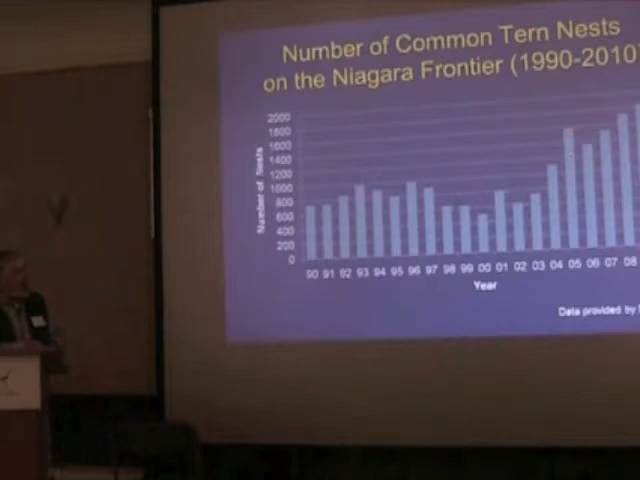 Number of Common Tern Nests
on the Niagara Frontier (1990-2010
2000
1800
1600
1400
1200
1000
800
600
400
200
0
Number of Nests
90 91 92 93 94 95 96 97 98 99 00 01 02 03 04 05 06 07 08
Year
Data provided by